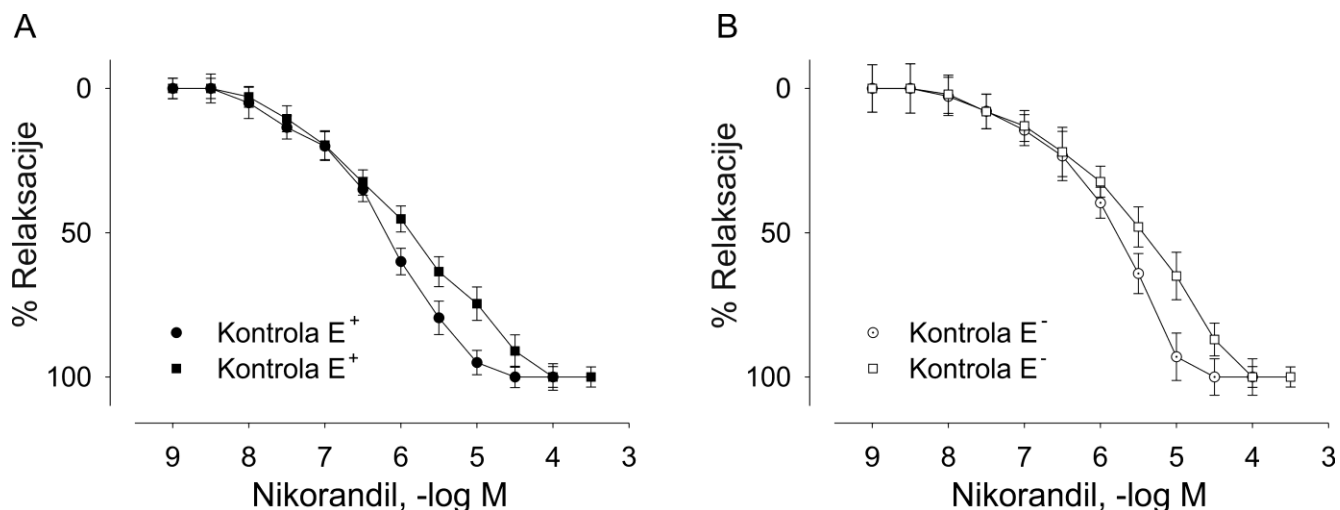 A
% Relaksacije
0
50
100
Kontrola E⁺
Kontrola E⁺
9 8 7 6 5 4 3
Nikorandil, -log M
B
% Relaksacije
0
50
100
Kontrola E⁻
Kontrola E⁻
9 8 7 6 5 4 3
Nikorandil, -log M